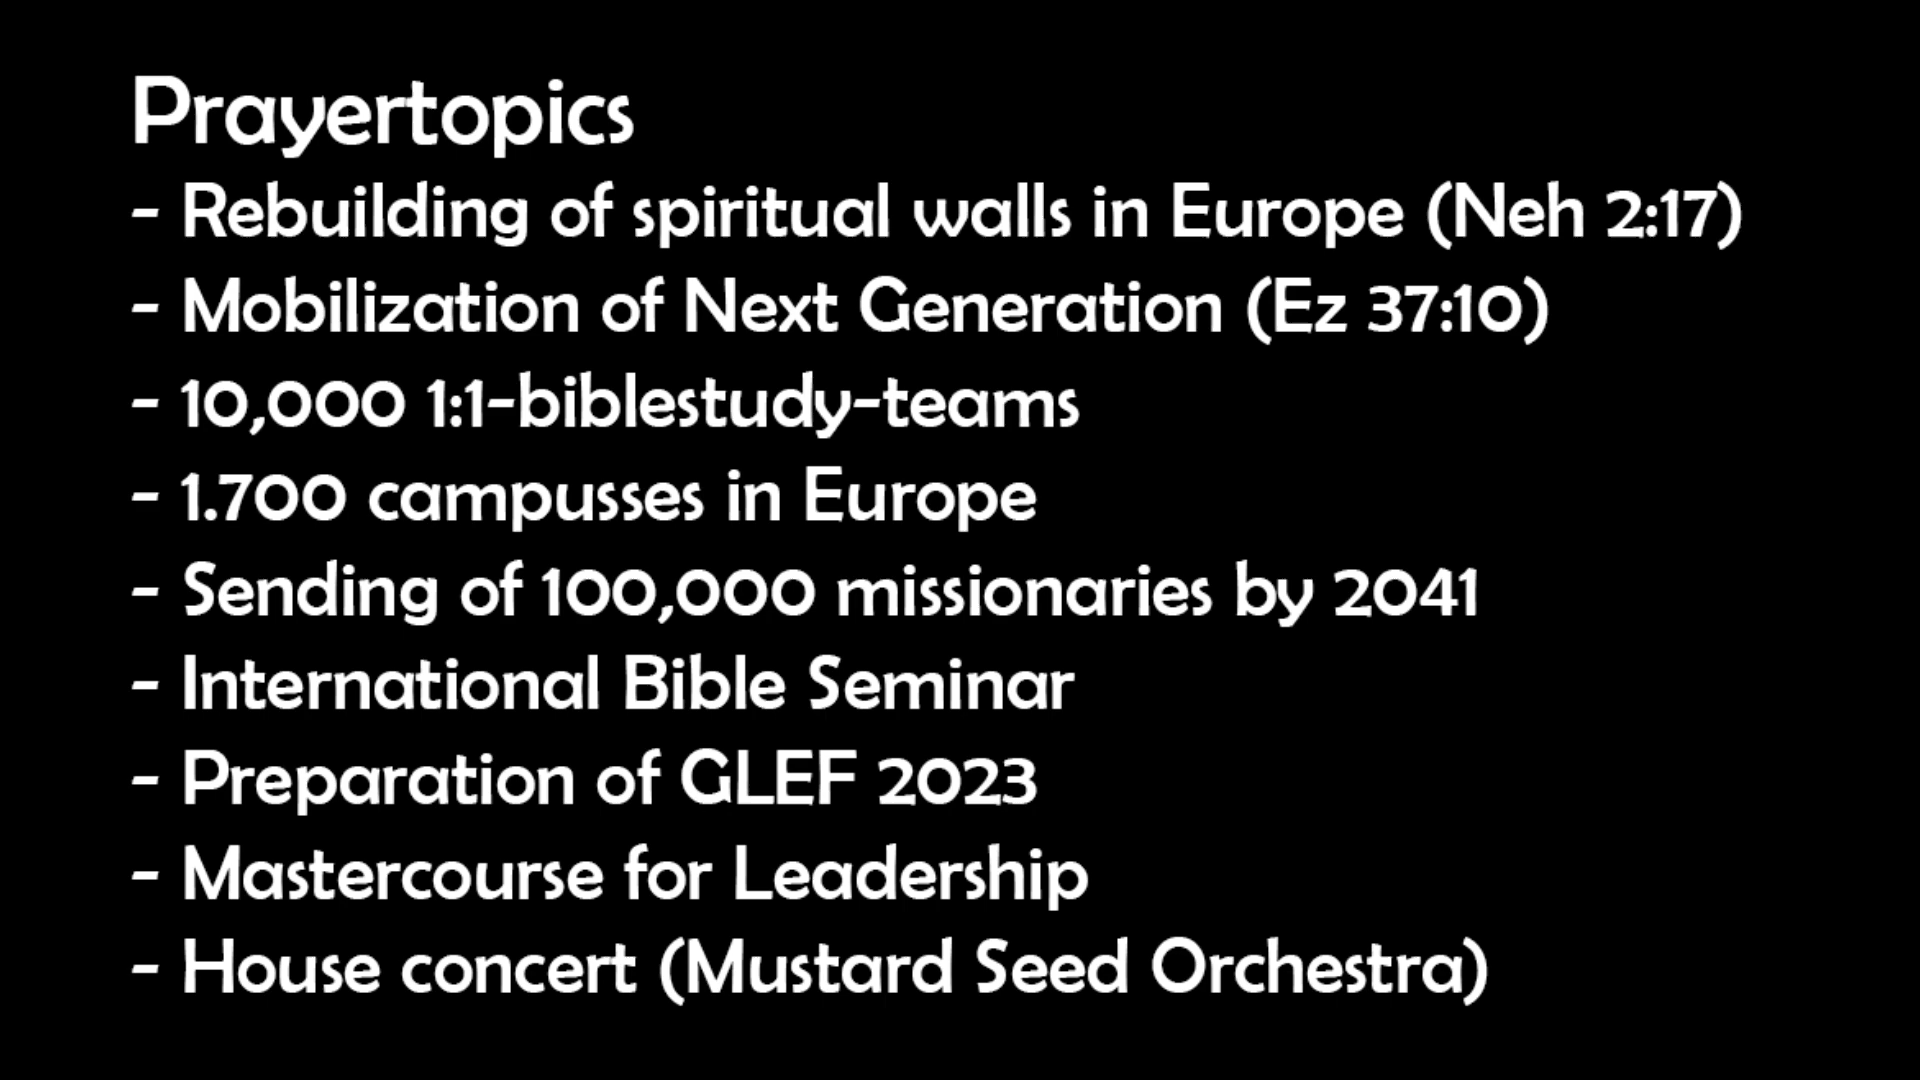 Prayertopics
- Rebuilding of spiritual walls in Europe (Neh 2:17)
- Mobilization of Next Generation (Ez 37:10)
- 10,000 1:1-biblestudy-teams
- 1.700 campusses in Europe
- Sending of 100,000 missionaries by 2041
- International Bible Seminar
- Preparation of GLEF 2023
- Mastercourse for Leadership
- House concert (Mustard Seed Orchestra)